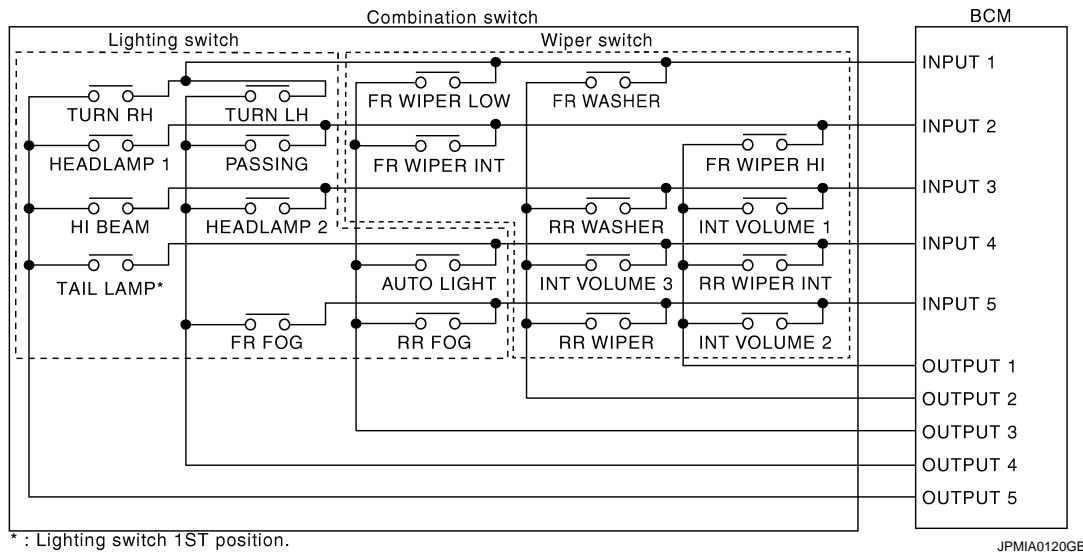 Combination switch
BCM
Lighting switch
Wiper switch
INPUT 1
TURN RH
TURN LH
FR WIPER LOW
FR WASHER
INPUT 2
HEADLAMP 1
PASSING
FR WIPER INT
FR WIPER HI
INPUT 3
HI BEAM
HEADLAMP 2
RR WASHER
INT VOLUME 1
INPUT 4
TAIL LAMP*
AUTO LIGHT
INT VOLUME 3
RR WIPER INT
INPUT 5
FR FOG
RR FOG
RR WIPER
INT VOLUME 2
OUTPUT 1
OUTPUT 2
OUTPUT 3
OUTPUT 4
OUTPUT 5
* : Lighting switch 1ST position.
JPMIA0120GB